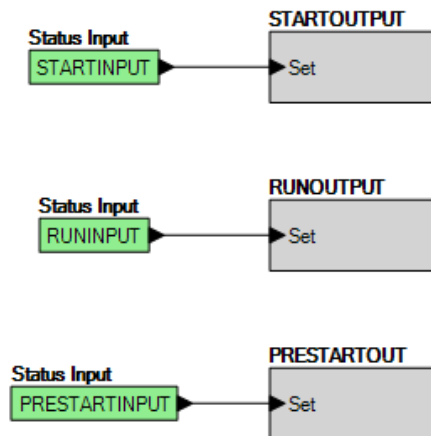 STARTOUTPUT
Status Input
STARTINPUT
Set
RUNOUTPUT
Status Input
RUNINPUT
Set
PRESTARTOUT
Status Input
PRESTARTINPUT
Set